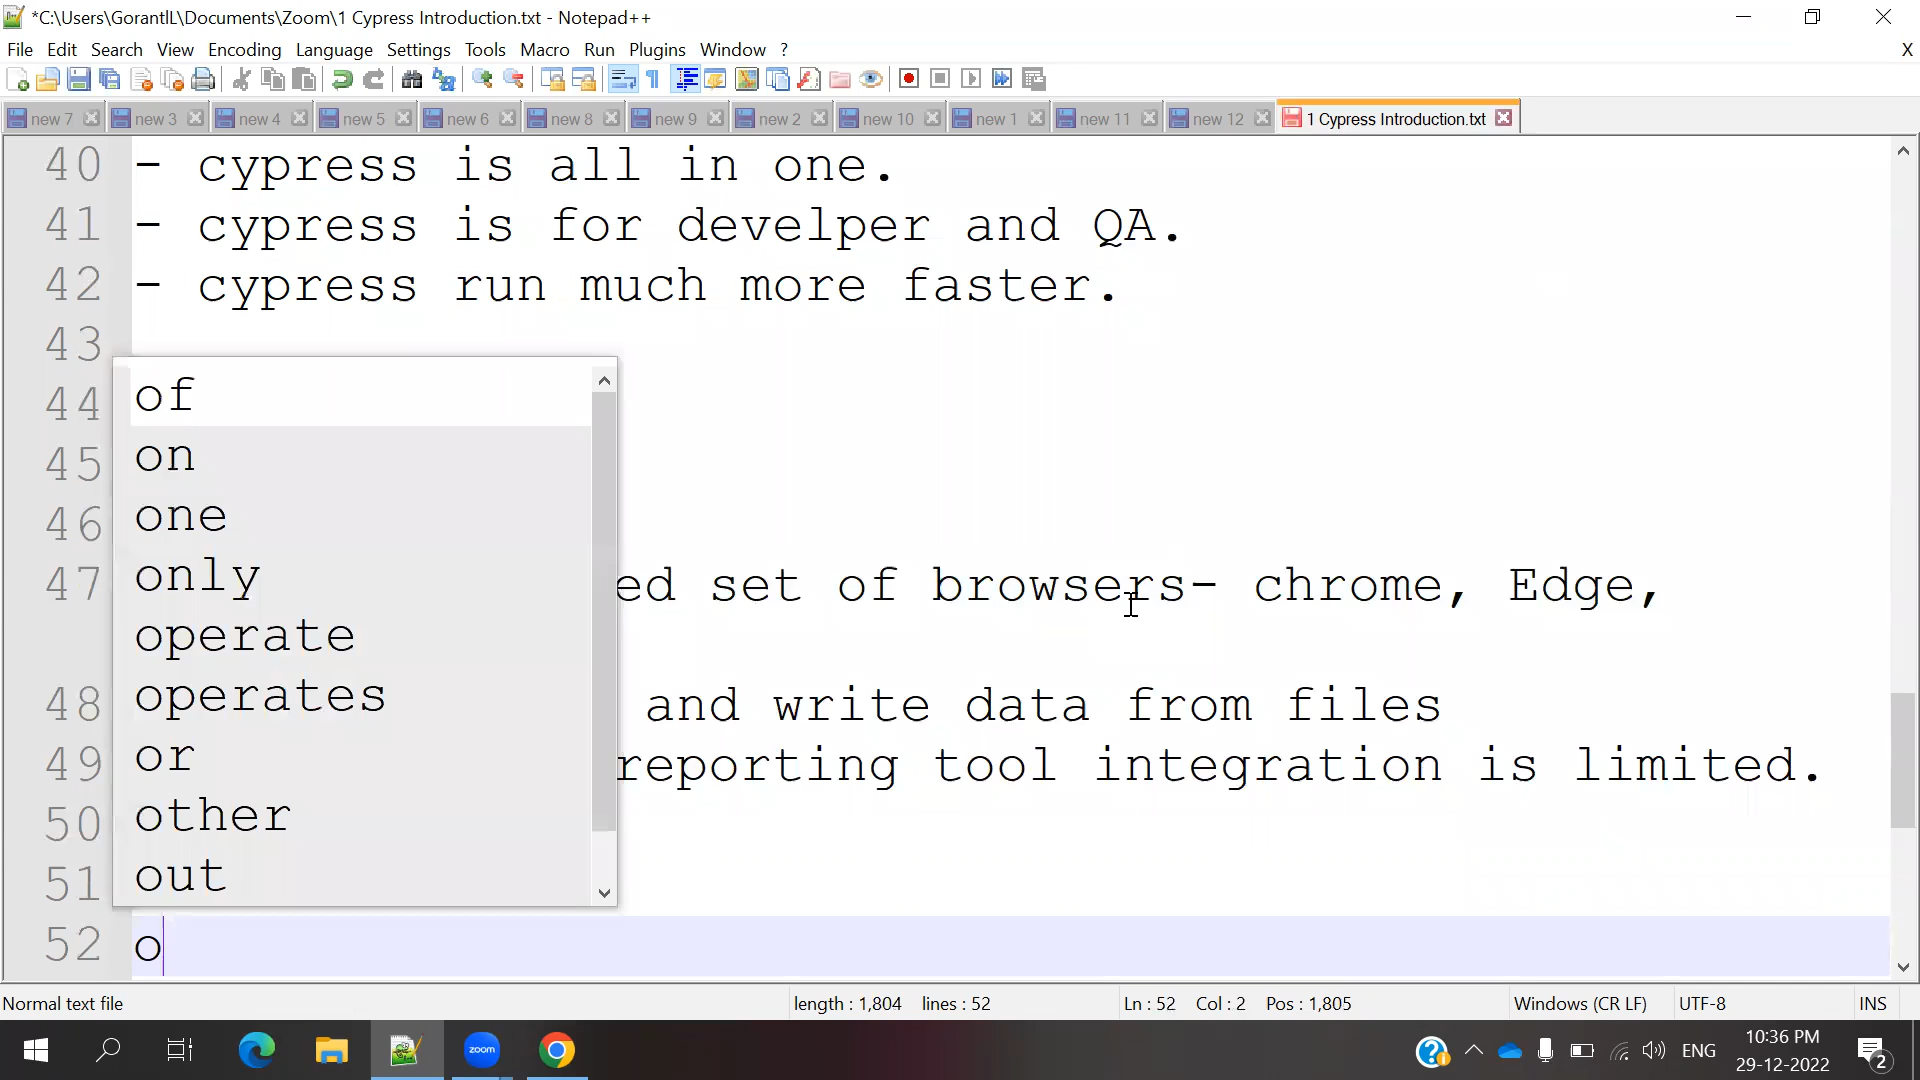 *C:\Users\GorantlL\Documents\Zoom\1 Cypress Introduction.txt - Notepad++
File Edit Search View Encoding Language Settings Tools Macro Run Plugins Window ?
X
new 7 new 3 new 4 new 5 new 6 new 8 new 9 new 2 new 10 new 1 new 11 new 12 1 Cypress Introduction.txt
40 - cypress is all in one.
41 - cypress is for develper and QA.
42 - cypress run much more faster.
43
44
45
46
47 ed set of browsers- chrome, Edge,
48 and write data from files
49 reporting tool integration is limited.
50
51
52 o
of
on
one
only
operate
operates
or
other
out
Normal text file length : 1,804 lines : 52 Ln : 52 Col : 2 Pos : 1,805 Windows (CR LF) UTF-8 INS
zoom
ENG
10:36 PM
29-12-2022
2